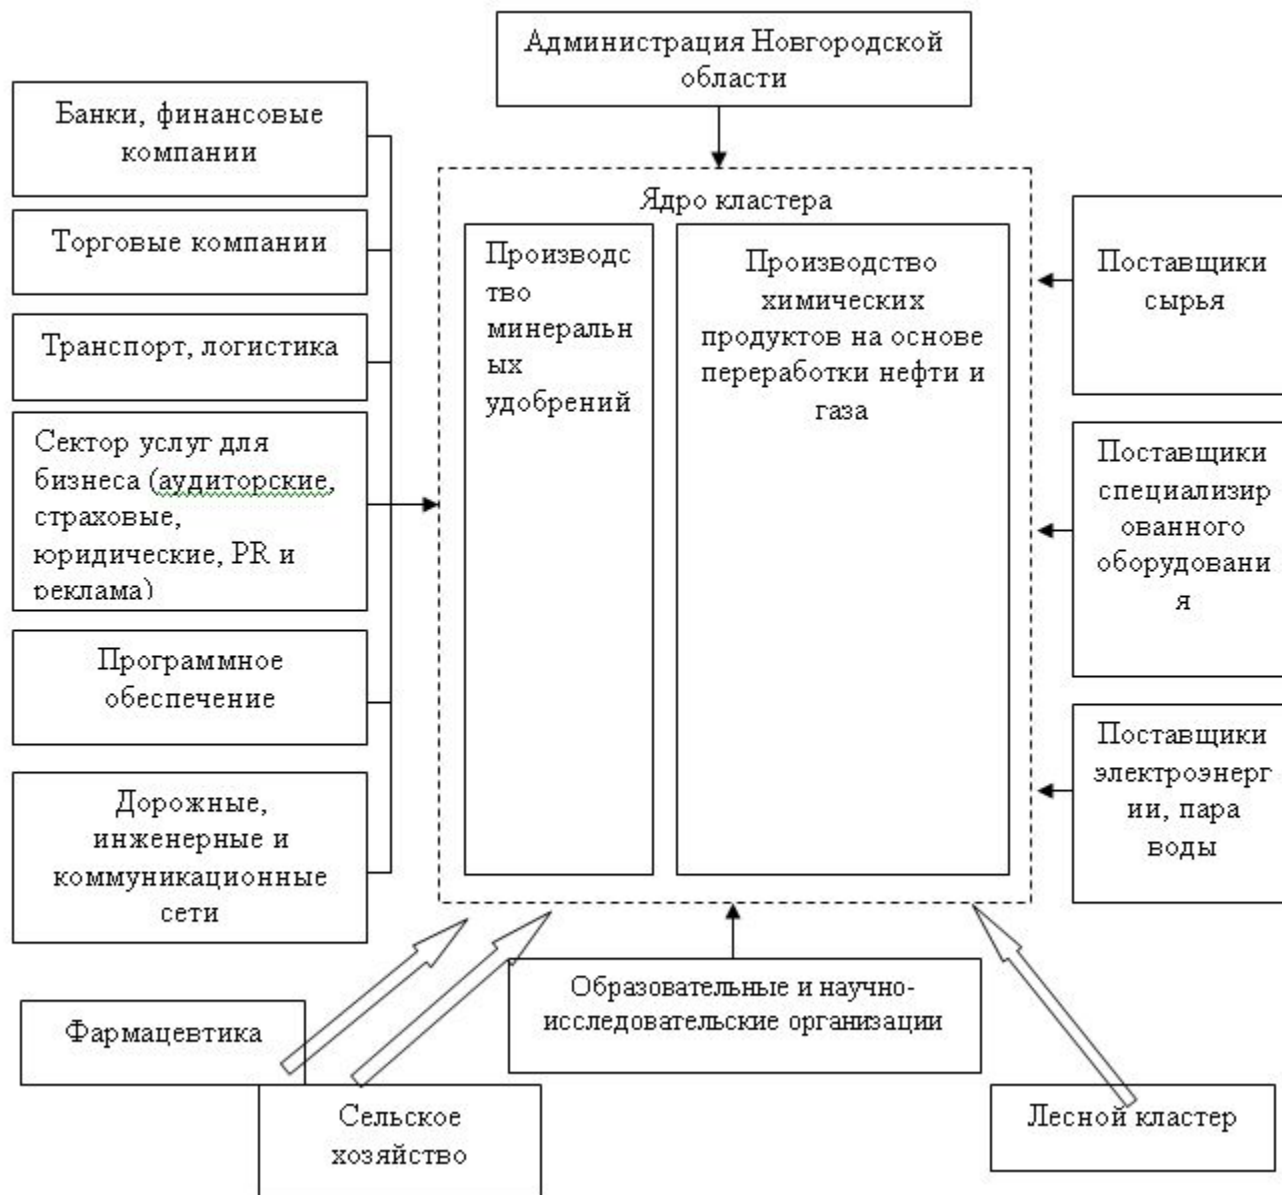 Администрация Новгородской
области
Банки, финансовые
компании
Торговые компании
Транспорт, логистика
Сектор услуг для
бизнеса (аудиторские,
страховые,
юридические, PR и
реклама)
Программное
обеспечение
Дорожные,
инженерные и
коммуникационные
сети
Ядро кластера
Производс
тво
минеральн
ых
удобрений
Производство
химических
продуктов на основе
переработки нефти и
газа
Поставщики
сырья
Поставщики
специализир
ованного
оборудовани
я
Поставщики
электроэнерг
ии, пара
воды
Фармацевтика
Сельское
хозяйство
Образовательные и научно-
исследовательские организации
Лесной кластер